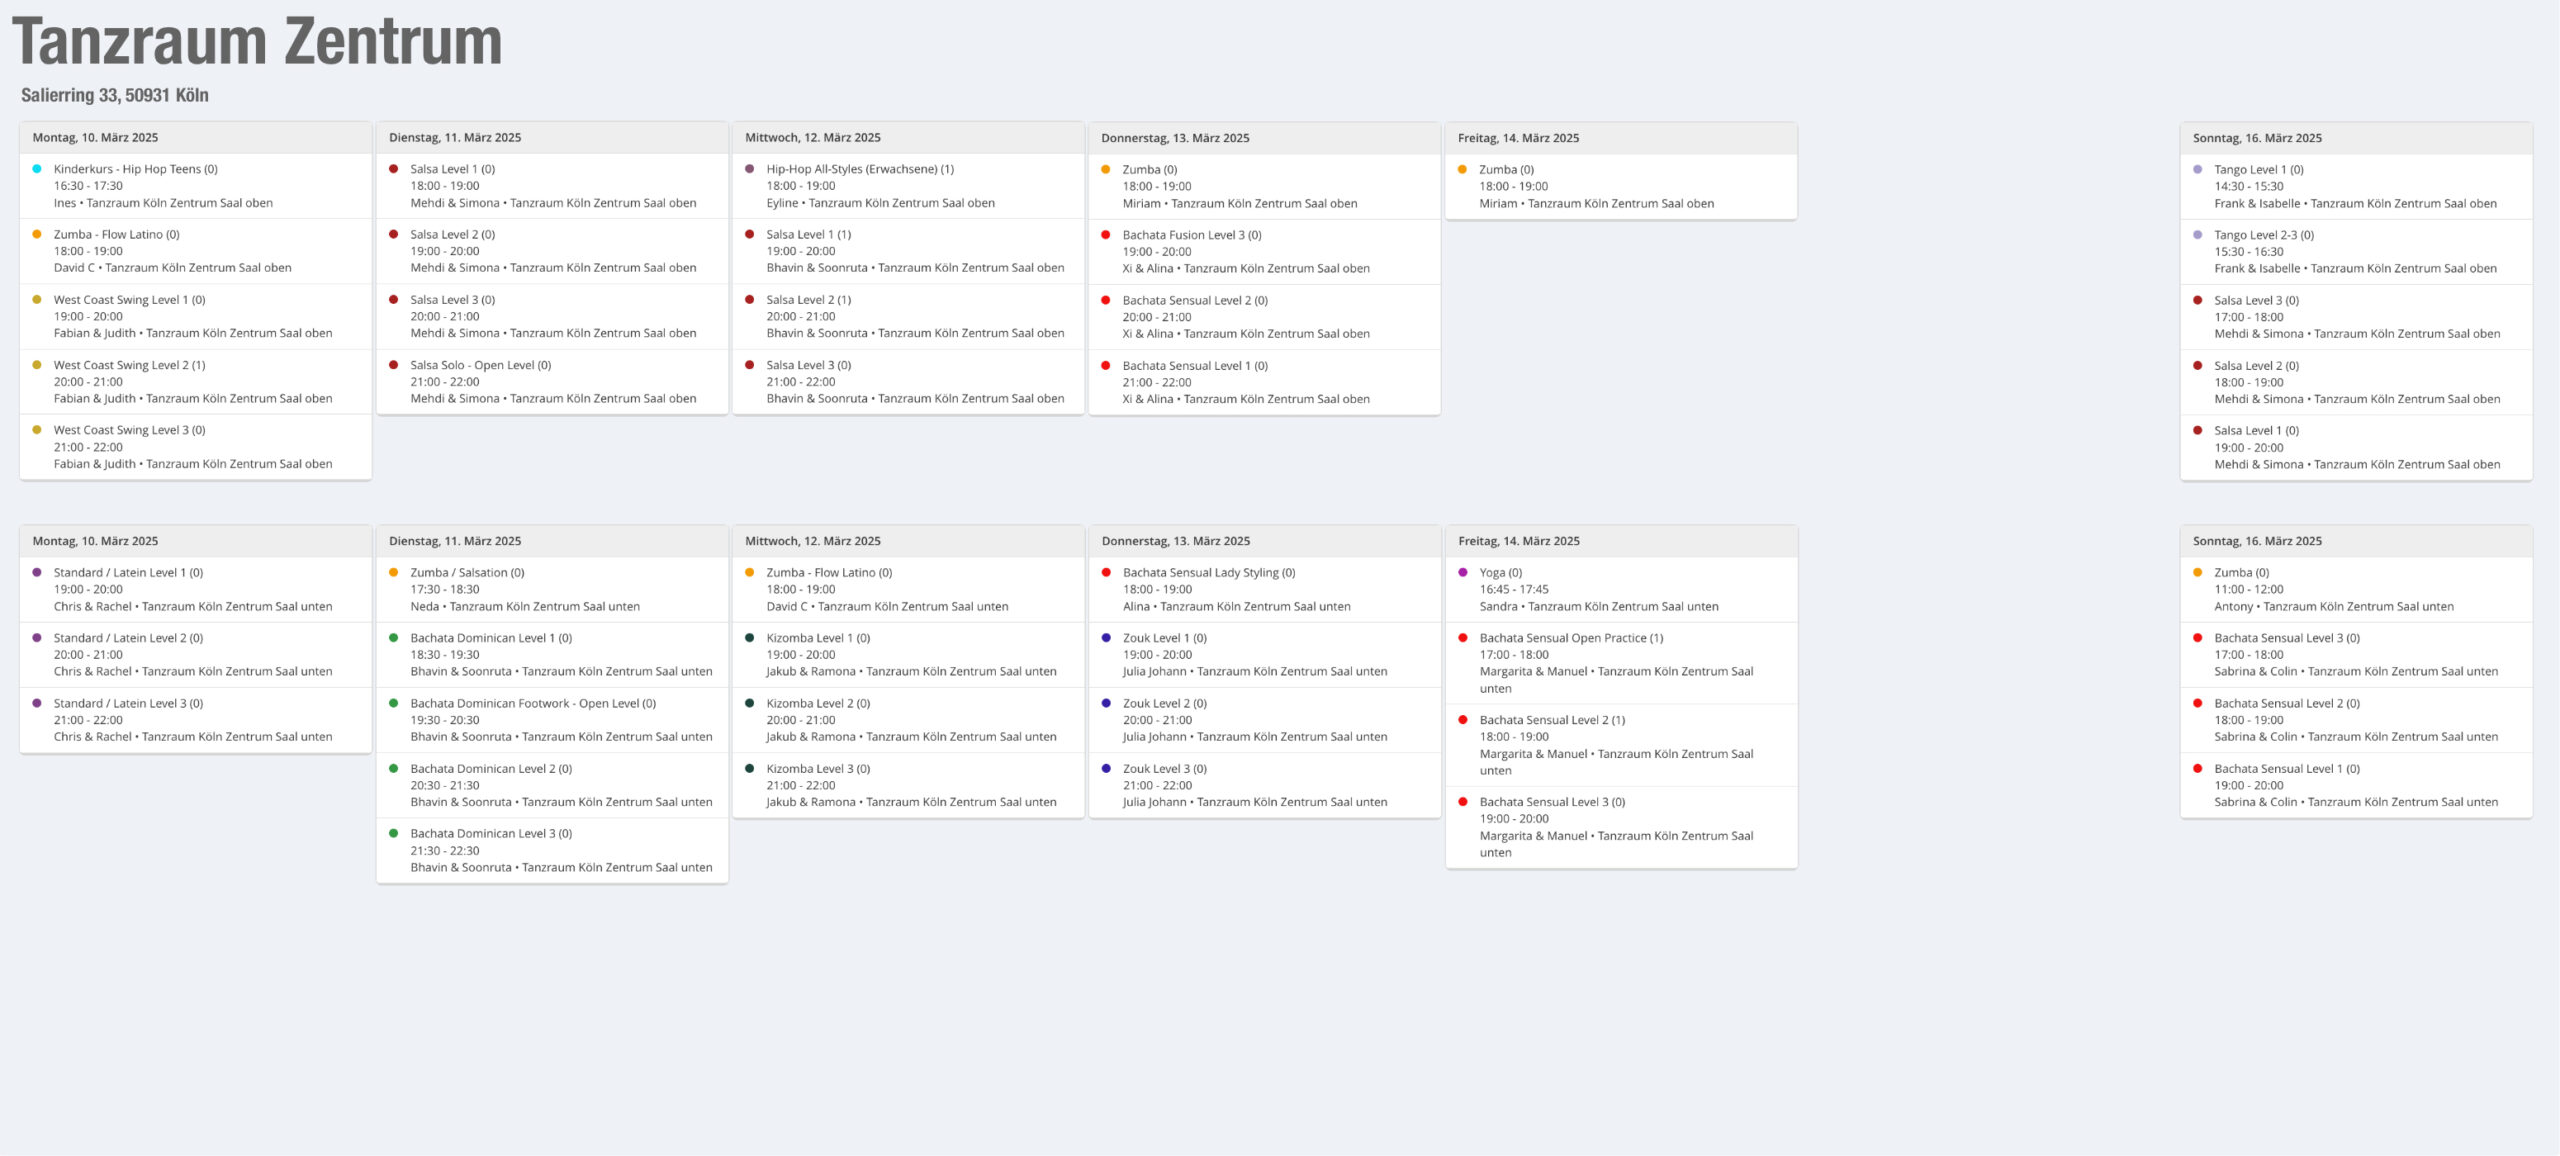 Tanzraum Zentrum
Salierring 33, 50931 Köln
Montag, 10. März 2025
Kinderkurs - Hip Hop Teens (0)
16:30 - 17:30
Ines • Tanzraum Köln Zentrum Saal oben
Zumba - Flow Latino (0)
18:00 - 19:00
David C • Tanzraum Köln Zentrum Saal oben
West Coast Swing Level 1 (0)
19:00 - 20:00
Fabian & Judith • Tanzraum Köln Zentrum Saal oben
West Coast Swing Level 2 (1)
20:00 - 21:00
Fabian & Judith • Tanzraum Köln Zentrum Saal oben
West Coast Swing Level 3 (0)
21:00 - 22:00
Fabian & Judith • Tanzraum Köln Zentrum Saal oben
Dienstag, 11. März 2025
Salsa Level 1 (0)
18:00 - 19:00
Mehdi & Simona • Tanzraum Köln Zentrum Saal oben
Salsa Level 2 (0)
19:00 - 20:00
Mehdi & Simona • Tanzraum Köln Zentrum Saal oben
Salsa Level 3 (0)
20:00 - 21:00
Mehdi & Simona • Tanzraum Köln Zentrum Saal oben
Salsa Solo - Open Level (0)
21:00 - 22:00
Mehdi & Simona • Tanzraum Köln Zentrum Saal oben
Mittwoch, 12. März 2025
Hip-Hop All-Styles (Erwachsene) (1)
18:00 - 19:00
Eyline • Tanzraum Köln Zentrum Saal oben
Salsa Level 1 (1)
19:00 - 20:00
Bhavin & Soonruta • Tanzraum Köln Zentrum Saal oben
Salsa Level 2 (1)
20:00 - 21:00
Bhavin & Soonruta • Tanzraum Köln Zentrum Saal oben
Salsa Level 3 (0)
21:00 - 22:00
Bhavin & Soonruta • Tanzraum Köln Zentrum Saal oben
Donnerstag, 13. März 2025
Zumba (0)
18:00 - 19:00
Miriam • Tanzraum Köln Zentrum Saal oben
Bachata Fusion Level 3 (0)
19:00 - 20:00
Xi & Alina • Tanzraum Köln Zentrum Saal oben
Bachata Sensual Level 2 (0)
20:00 - 21:00
Xi & Alina • Tanzraum Köln Zentrum Saal oben
Bachata Sensual Level 1 (0)
21:00 - 22:00
Xi & Alina • Tanzraum Köln Zentrum Saal oben
Freitag, 14. März 2025
Zumba (0)
18:00 - 19:00
Miriam • Tanzraum Köln Zentrum Saal oben
Sonntag, 16. März 2025
Tango Level 1 (0)
14:30 - 15:30
Frank & Isabelle • Tanzraum Köln Zentrum Saal oben
Tango Level 2-3 (0)
15:30 - 16:30
Frank & Isabelle • Tanzraum Köln Zentrum Saal oben
Salsa Level 3 (0)
17:00 - 18:00
Mehdi & Simona • Tanzraum Köln Zentrum Saal oben
Salsa Level 2 (0)
18:00 - 19:00
Mehdi & Simona • Tanzraum Köln Zentrum Saal oben
Salsa Level 1 (0)
19:00 - 20:00
Mehdi & Simona • Tanzraum Köln Zentrum Saal oben
Montag, 10. März 2025
Standard / Latein Level 1 (0)
19:00 - 20:00
Chris & Rachel • Tanzraum Köln Zentrum Saal unten
Standard / Latein Level 2 (0)
20:00 - 21:00
Chris & Rachel • Tanzraum Köln Zentrum Saal unten
Standard / Latein Level 3 (0)
21:00 - 22:00
Chris & Rachel • Tanzraum Köln Zentrum Saal unten
Dienstag, 11. März 2025
Zumba / Salsation (0)
17:30 - 18:30
Neda • Tanzraum Köln Zentrum Saal unten
Bachata Dominican Level 1 (0)
18:30 - 19:30
Bhavin & Soonruta • Tanzraum Köln Zentrum Saal unten
Bachata Dominican Footwork - Open Level (0)
19:30 - 20:30
Bhavin & Soonruta • Tanzraum Köln Zentrum Saal unten
Bachata Dominican Level 2 (0)
20:30 - 21:30
Bhavin & Soonruta • Tanzraum Köln Zentrum Saal unten
Bachata Dominican Level 3 (0)
21:30 - 22:30
Bhavin & Soonruta • Tanzraum Köln Zentrum Saal unten
Mittwoch, 12. März 2025
Zumba - Flow Latino (0)
18:00 - 19:00
David C • Tanzraum Köln Zentrum Saal unten
Kizomba Level 1 (0)
19:00 - 20:00
Jakub & Ramona • Tanzraum Köln Zentrum Saal unten
Kizomba Level 2 (0)
20:00 - 21:00
Jakub & Ramona • Tanzraum Köln Zentrum Saal unten
Kizomba Level 3 (0)
21:00 - 22:00
Jakub & Ramona • Tanzraum Köln Zentrum Saal unten
Donnerstag, 13. März 2025
Bachata Sensual Lady Styling (0)
18:00 - 19:00
Alina • Tanzraum Köln Zentrum Saal unten
Zouk Level 1 (0)
19:00 - 20:00
Julia Johann • Tanzraum Köln Zentrum Saal unten
Zouk Level 2 (0)
20:00 - 21:00
Julia Johann • Tanzraum Köln Zentrum Saal unten
Zouk Level 3 (0)
21:00 - 22:00
Julia Johann • Tanzraum Köln Zentrum Saal unten
Freitag, 14. März 2025
Yoga (0)
16:45 - 17:45
Sandra • Tanzraum Köln Zentrum Saal unten
Bachata Sensual Open Practice (1)
17:00 - 18:00
Margarita & Manuel • Tanzraum Köln Zentrum Saal
unten
Bachata Sensual Level 2 (1)
18:00 - 19:00
Margarita & Manuel • Tanzraum Köln Zentrum Saal
unten
Bachata Sensual Level 3 (0)
19:00 - 20:00
Margarita & Manuel • Tanzraum Köln Zentrum Saal
unten
Sonntag, 16. März 2025
Zumba (0)
11:00 - 12:00
Antony • Tanzraum Köln Zentrum Saal unten
Bachata Sensual Level 3 (0)
17:00 - 18:00
Sabrina & Colin • Tanzraum Köln Zentrum Saal unten
Bachata Sensual Level 2 (0)
18:00 - 19:00
Sabrina & Colin • Tanzraum Köln Zentrum Saal unten
Bachata Sensual Level 1 (0)
19:00 - 20:00
Sabrina & Colin • Tanzraum Köln Zentrum Saal unten